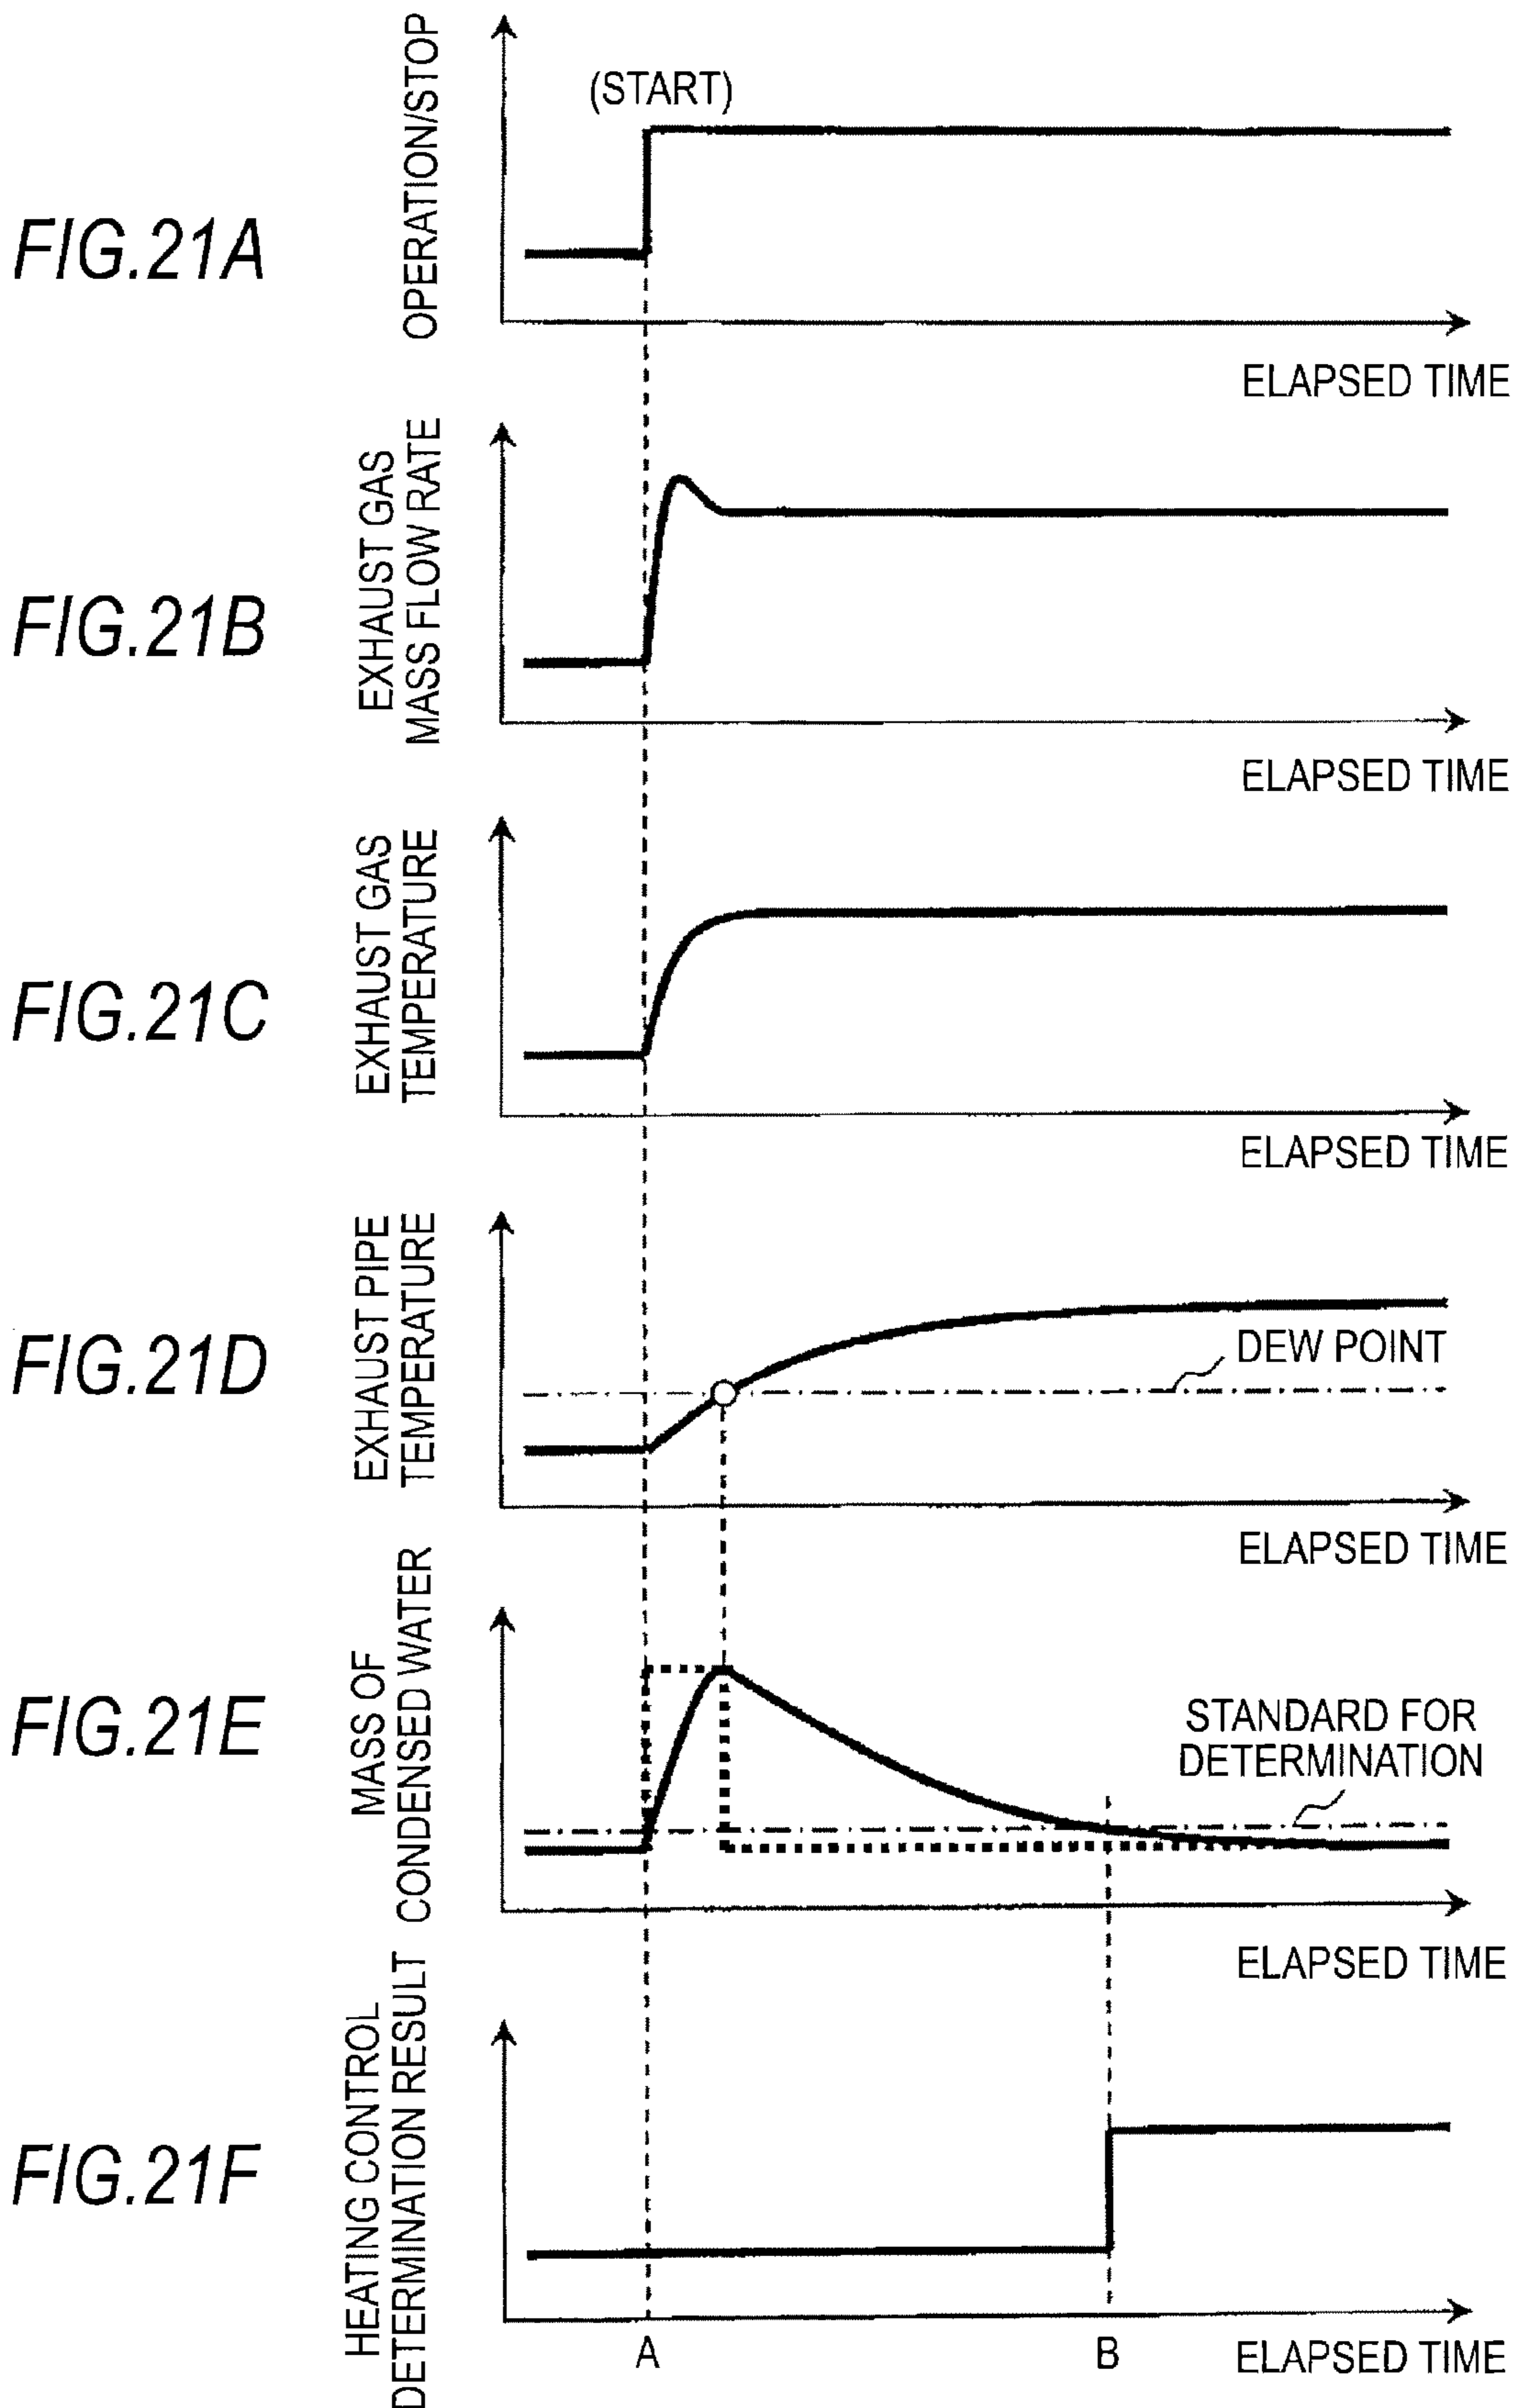 FIG.21A
OPERATION/STOP
(START)
ELAPSED TIME
FIG.21B
EXHAUST GAS
MASS FLOW RATE
ELAPSED TIME
FIG.21C
EXHAUST GAS
TEMPERATURE
ELAPSED TIME
FIG.21D
EXHAUST PIPE
TEMPERATURE
DEW POINT
ELAPSED TIME
FIG.21E
MASS OF
CONDENSED WATER
STANDARD FOR
DETERMINATION
ELAPSED TIME
FIG.21F
HEATING CONTROL
DETERMINATION RESULT
A
B
ELAPSED TIME